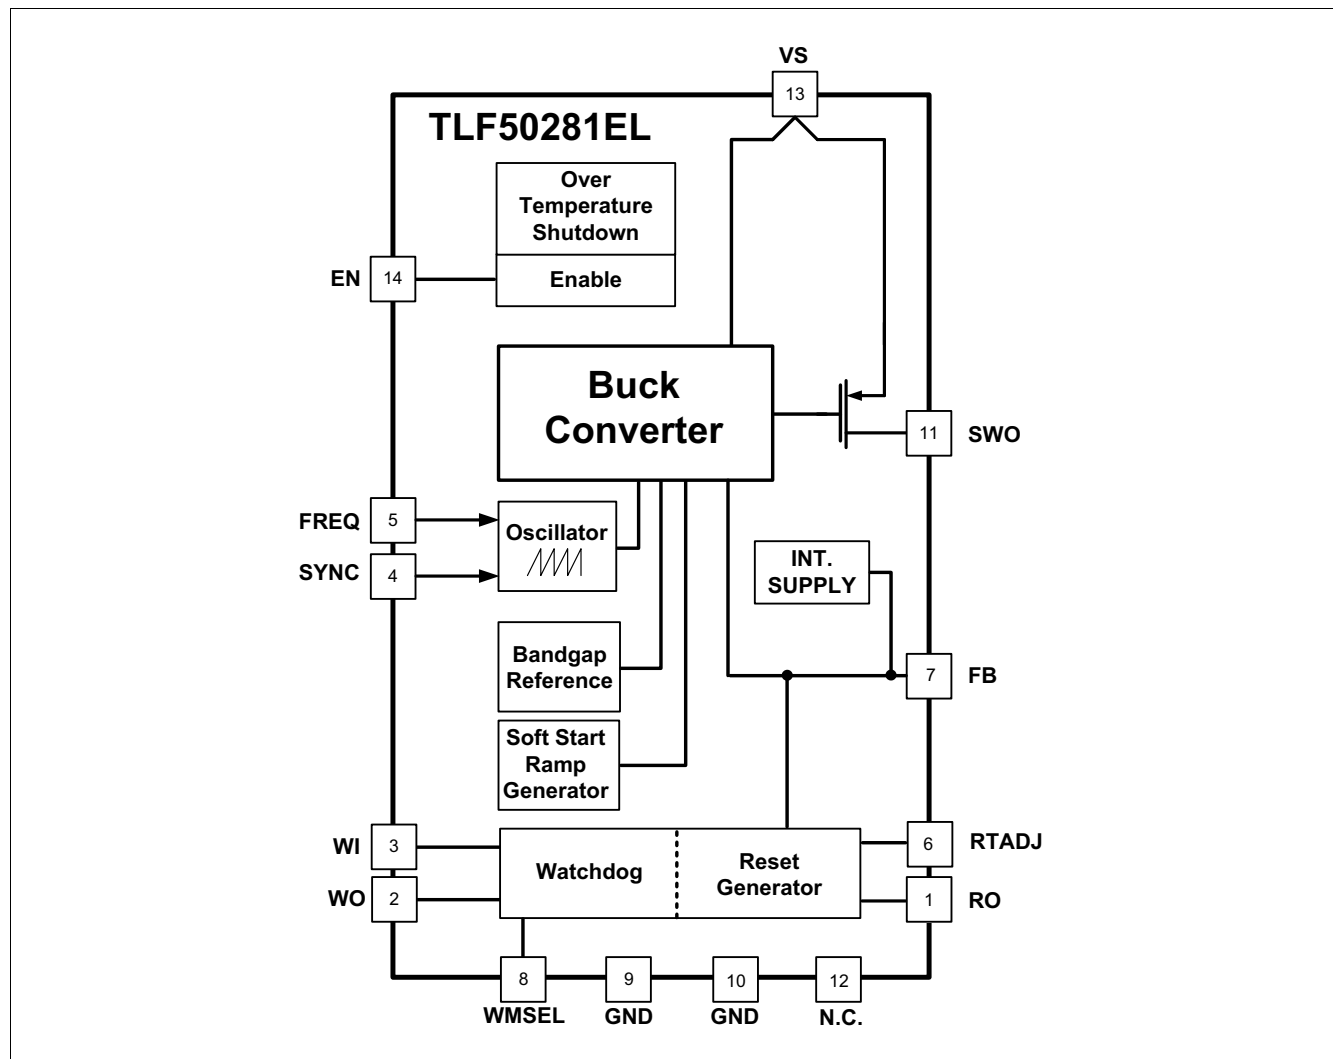 VS
13
TLF50281EL
Over
Temperature
Shutdown
EN
14
Enable
Buck
Converter
11
SWO
FREQ
5
Oscillator
SYNC
4
INT.
SUPPLY
Bandgap
Reference
7
FB
Soft Start
Ramp
Generator
WI
3
Watchdog
Reset
Generator
6
RTADJ
WO
2
1
RO
8
9
10
12
WMSEL
GND
GND
N.C.